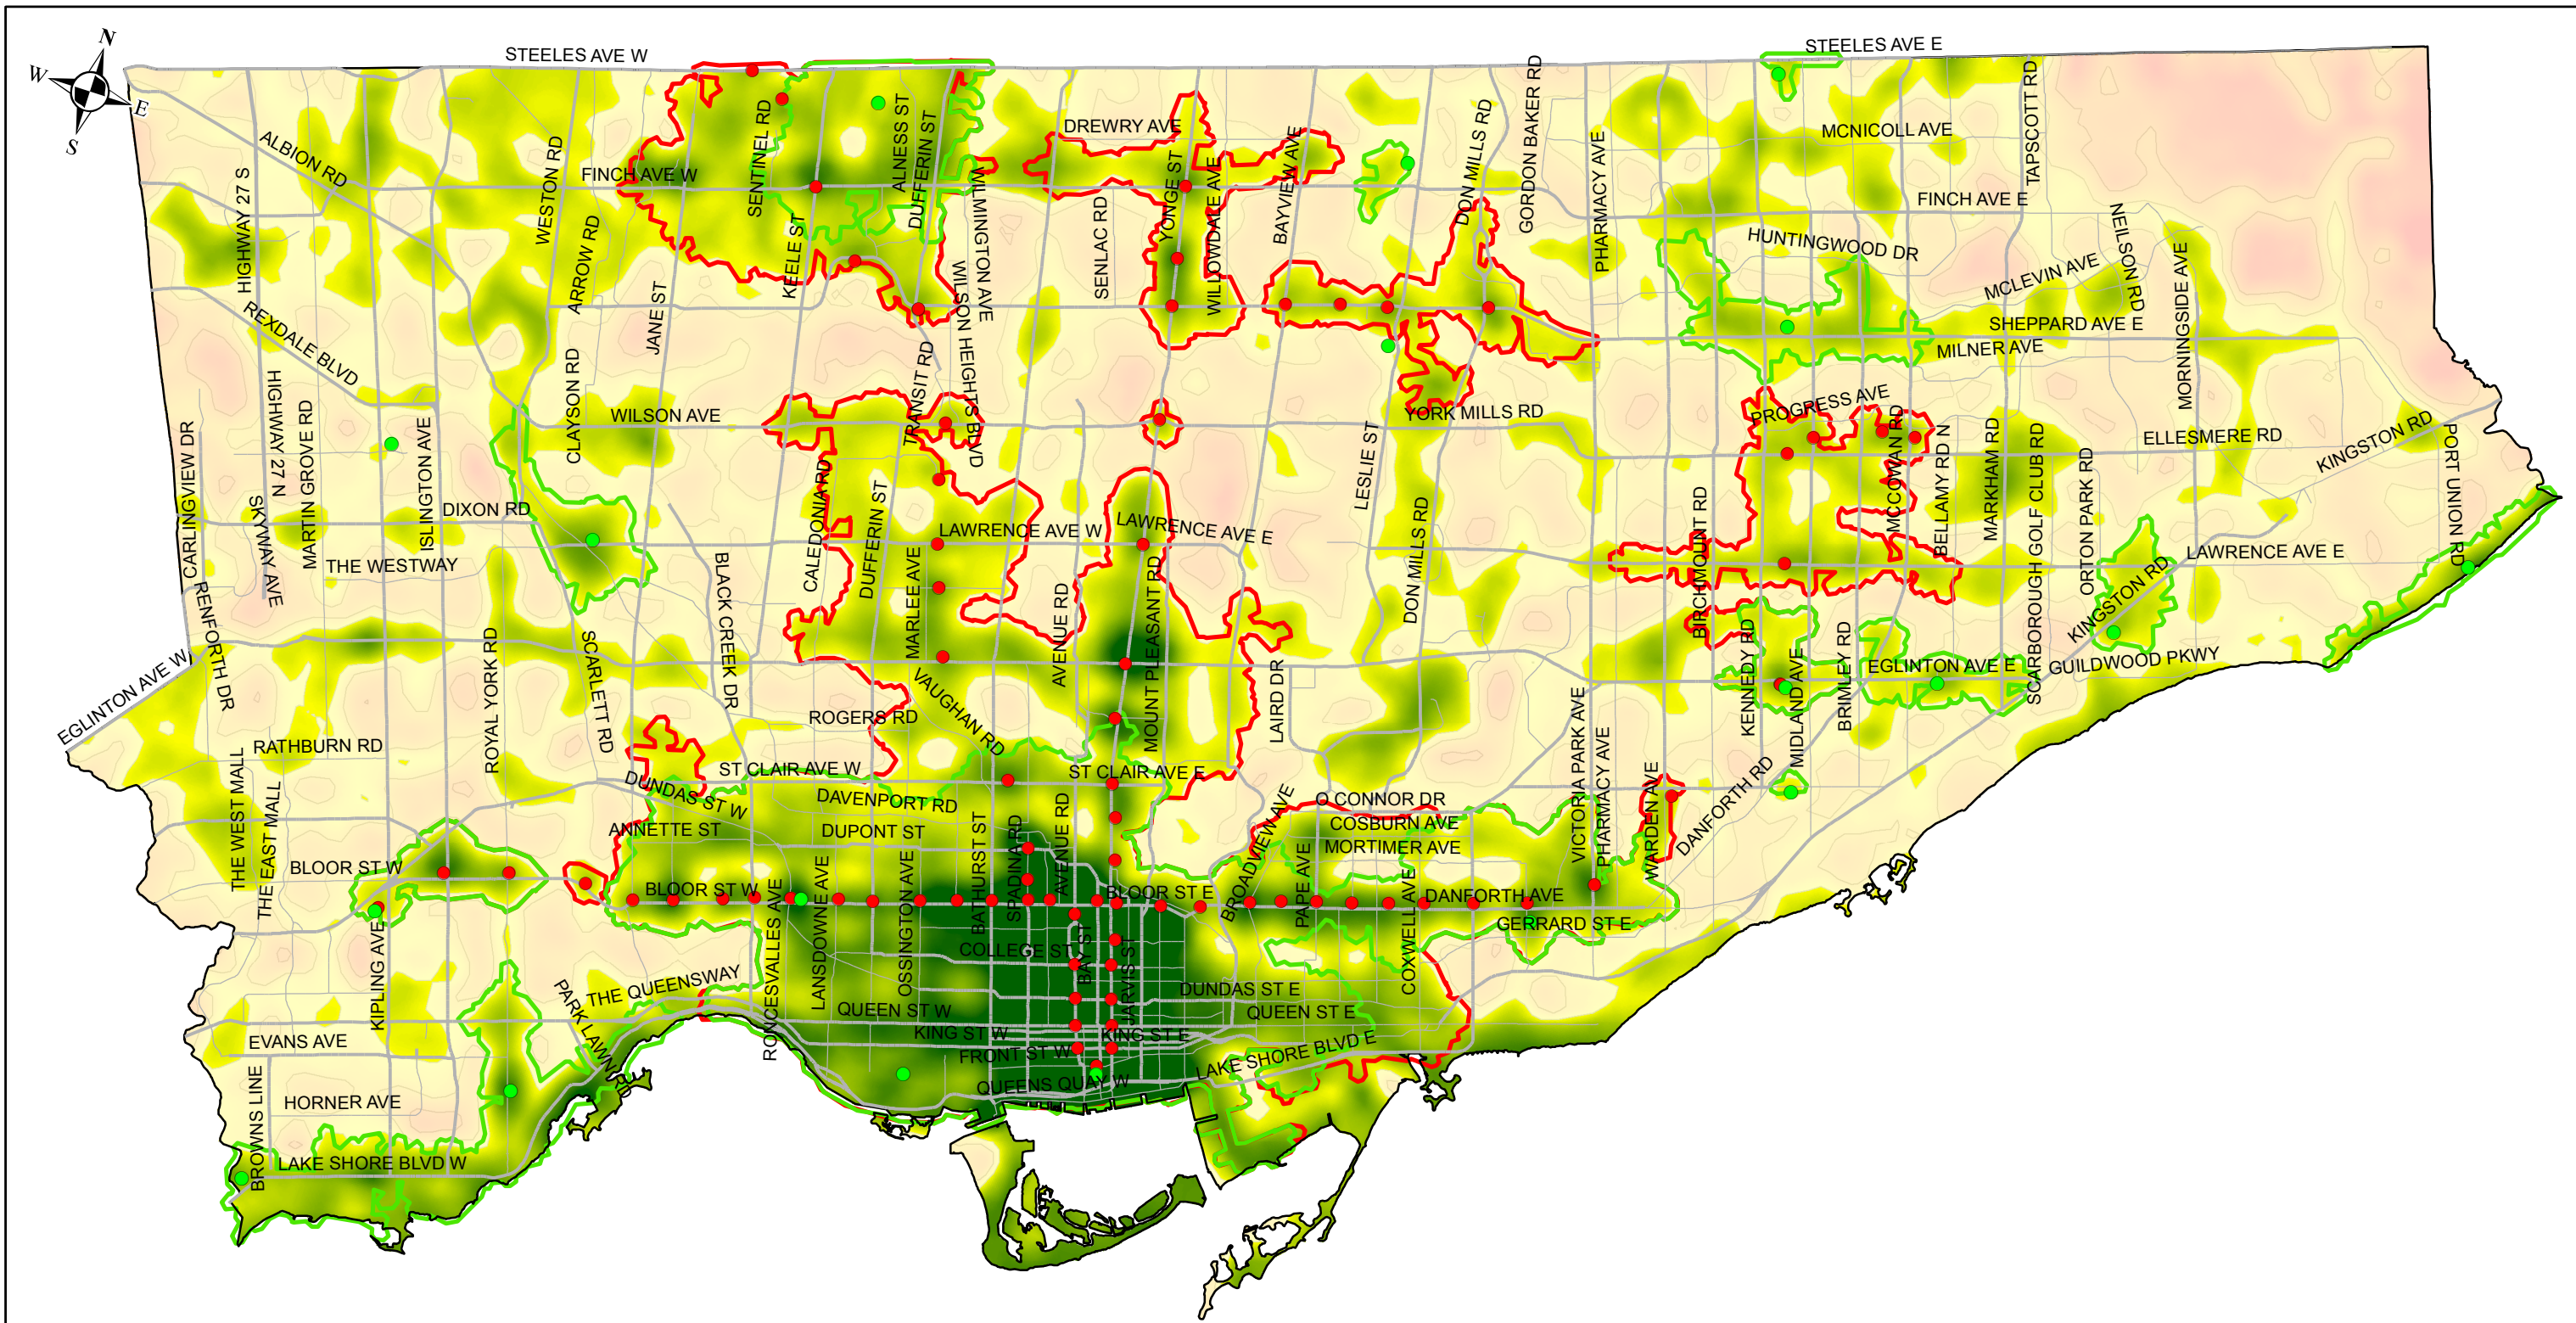 N
W
E
S
STEELES AVE W
STEELES AVE E
ALBION RD
HIGHWAY 27 S
WESTON RD
FINCH AVE W
SENTINEL RD
ALNESS ST
DUFFERIN ST
WILMINGTON AVE
DREWRY AVE
YONGE ST
WILLOWDALE AVE
BAYVIEW AVE
DON MILLS RD
GORDON BAKER RD
PHARMACY AVE
MCNICOLL AVE
TAPSCOTT RD
FINCH AVE E
HUNTINGWOOD DR
NEILSON RD
MCLEVIN AVE
MORNINGSIDE AVE
SHEPPARD AVE E
MILNER AVE
ARROW RD
KEELE ST
JANE ST
SENLAC RD
REXDALE BLVD
CLAYSON RD
TRANSIT RD
WILSON HEIGHTS BLVD
WILSON AVE
YORK MILLS RD
PROGRESS AVE
ELLESMERE RD
KINGSTON RD
PORT UNION RD
CARLINGVIEW DR
HIGHWAY 27 N
MARTIN GROVE RD
ISLINGTON AVE
SKYWAY AVE
DIXON RD
THE WESTWAY
CALEDONIA RD
DUFFERIN ST
LAWRENCE AVE W
LAWRENCE AVE E
LESLIE ST
DON MILLS RD
BIRCHMOUNT RD
MCCOWAN RD
BELLAMY RD N
MARKHAM RD
SCARBOROUGH GOLF CLUB RD
ORTON PARK RD
LAWRENCE AVE E
KINGSTON RD
RENFORTH DR
EGLINTON AVE W
ROYAL YORK RD
SCARLETT RD
BLACK CREEK DR
MARLEE AVE
AVENUE RD
MOUNT PLEASANT RD
LAIRD DR
KENNEDY RD
MIDLAND AVE
BRIMLEY RD
EGLINTON AVE E
GUILDWOOD PKWY
VAUGHAN RD
ROGERS RD
RATHBURN RD
THE WEST MALL
THE EAST MALL
ST CLAIR AVE W
ST CLAIR AVE E
DUNDAS ST W
DAVENPORT RD
O CONNOR DR
COSBURN AVE
MORTIMER AVE
VICTORIA PARK AVE
PHARMACY AVE
WARDEN AVE
DANFORTH RD
ANNETTE ST
DUPONT ST
BATHURST ST
SPADINA RD
AVENUE RD
BROADVIEW AVE
PAPE AVE
BLOOR ST W
BLOOR ST W
BLOOR ST E
COXWELL AVE
DANFORTH AVE
GERRARD ST E
KIPLING AVE
RONCESVALLES AVE
LANSDOWNE AVE
OSSINGTON AVE
COLLEGE ST
BAY ST
JARVIS ST
THE QUEENSWAY
PARK LAWN RD
DUNDAS ST E
QUEEN ST W
QUEEN ST E
KING ST W
KING ST E
FRONT ST W
LAKE SHORE BLVD E
QUEENS QUAY W
EVANS AVE
BROWNS LINE
HORNER AVE
LAKE SHORE BLVD W